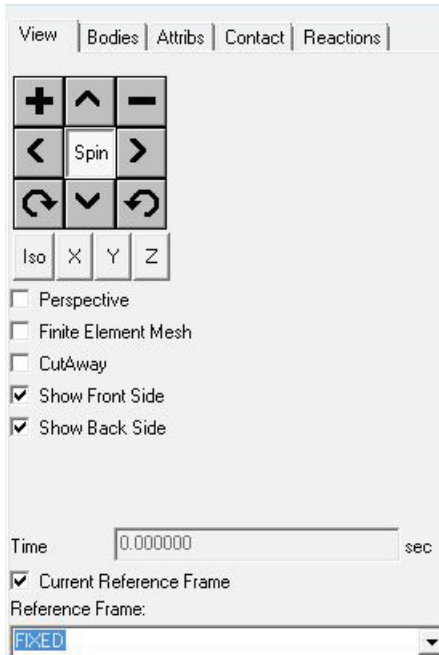 View Bodies Attribs Contact Reactions
Spin
Iso X Y Z
Perspective
Finite Element Mesh
CutAway
Show Front Side
Show Back Side
Time 0.000000 sec
Current Reference Frame
Reference Frame:
FIXED